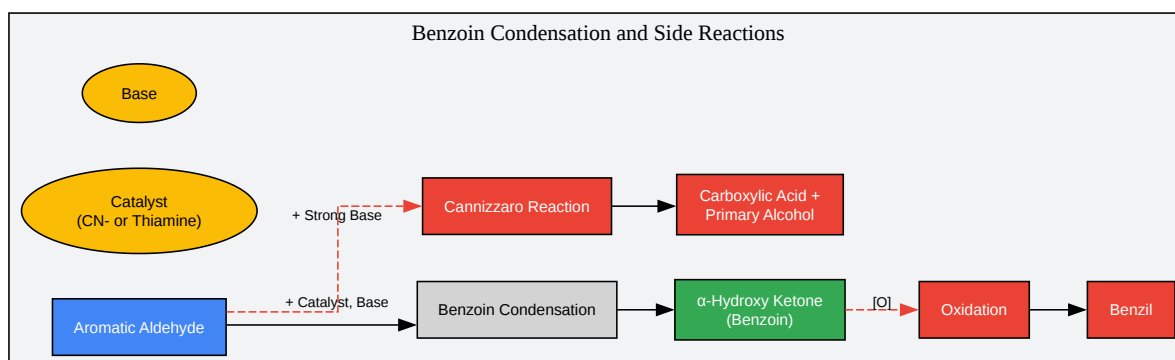 Benzoin Condensation and Side Reactions
Base
Catalyst
(CN- or Thiamine)
+ Strong Base
Cannizzaro Reaction
Carboxylic Acid +
Primary Alcohol
Aromatic Aldehyde
+ Catalyst, Base
Benzoin Condensation
α-Hydroxy Ketone
(Benzoin)
[O]
Oxidation
Benzil